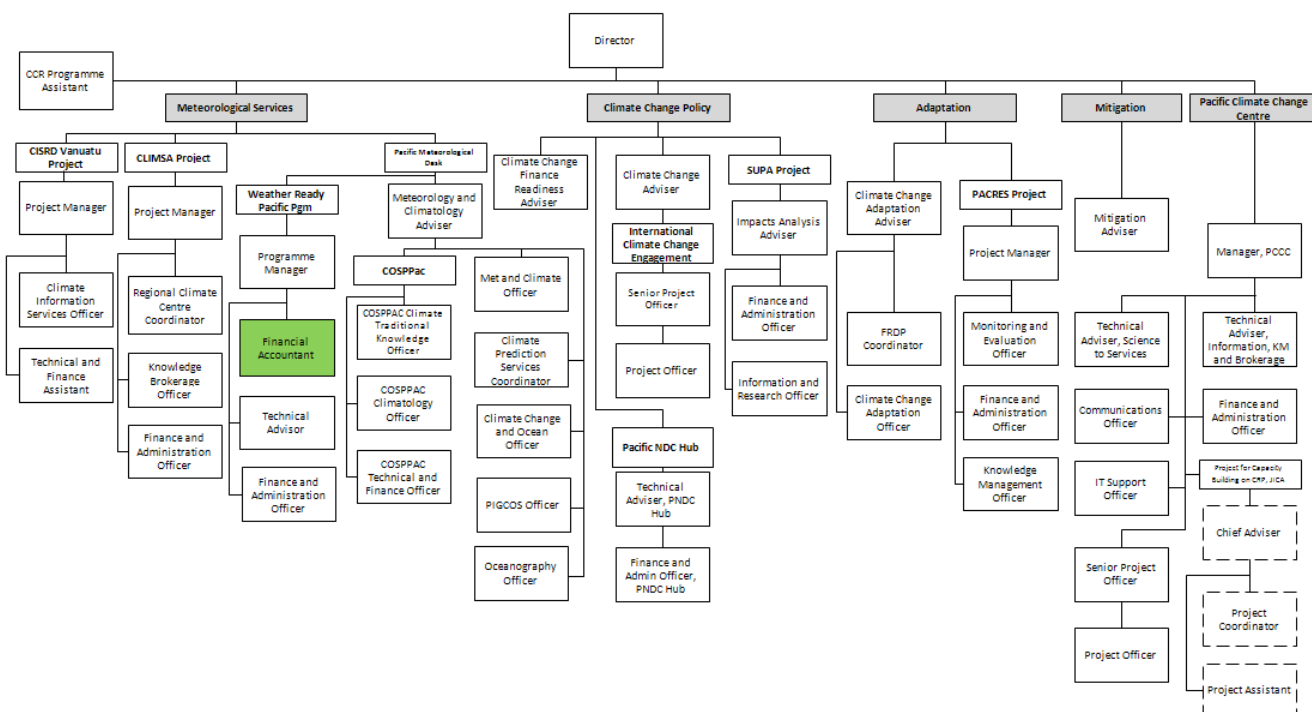 Director
CCR Programme
Assistant
Meteorological Services
Climate Change Policy
Adaptation
Mitigation
Pacific Climate Change
Centre
CISRD Vanuatu
Project
Project Manager
Climate
Information
Services Officer
Technical and
Finance Assistant
CLIMSA Project
Project Manager
Regional Climate
Centre
Coordinator
Knowledge
Brokerage
Officer
Finance and
Administration
Officer
Pacific Meteorological
Desk
Weather Ready
Pacific Pgm
Programme
Manager
Financial
Accountant
Technical
Advisor
Finance and
Administration
Officer
Meteorology and
Climatology
Adviser
COSPPac
COSPPAC Climate
Traditional
Knowledge
Officer
COSPPAC
Climatology
Officer
COSPPAC
Technical and
Finance Officer
Met and Climate
Officer
Climate
Prediction
Services
Coordinator
Climate Change
and Ocean
Officer
PIGCOS Officer
Oceanography
Officer
Climate Change
Finance
Readiness
Adviser
Climate Change
Adviser
International
Climate Change
Engagement
Senior Project
Officer
Project Officer
Pacific NDC Hub
Technical
Adviser, PNDC
Hub
Finance and
Admin Officer,
PNDC Hub
SUPA Project
Impacts Analysis
Adviser
Finance and
Administration
Officer
Information and
Research Officer
Climate Change
Adaptation
Adviser
FRDP
Coordinator
Climate Change
Adaptation
Officer
PACRES Project
Project Manager
Monitoring and
Evaluation
Officer
Finance and
Administration
Officer
Knowledge
Management
Officer
Mitigation
Adviser
Manager, PCCC
Technical
Adviser, Science
to Services
Communications
Officer
IT Support
Officer
Senior Project
Officer
Project Officer
Technical
Adviser,
Information, KM
and Brokerage
Finance and
Administration
Officer
Project for Capacity
Building on CRP, JICA
Chief Adviser
Project
Coordinator
Project Assistant